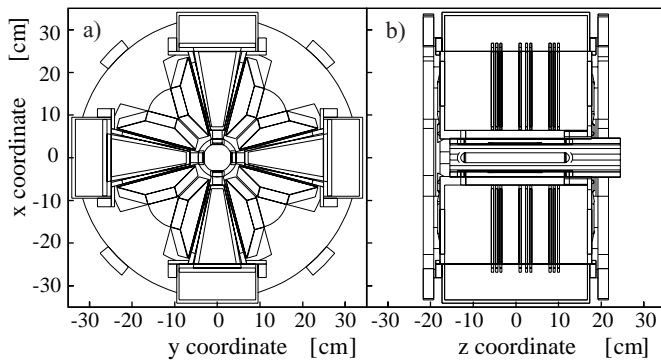 a)
b)
x coordinate [cm]
30
20
10
0
-10
-20
-30
-30 -20 -10 0 10 20 30
-30 -20 -10 0 10 20 30
y coordinate [cm]
z coordinate [cm]